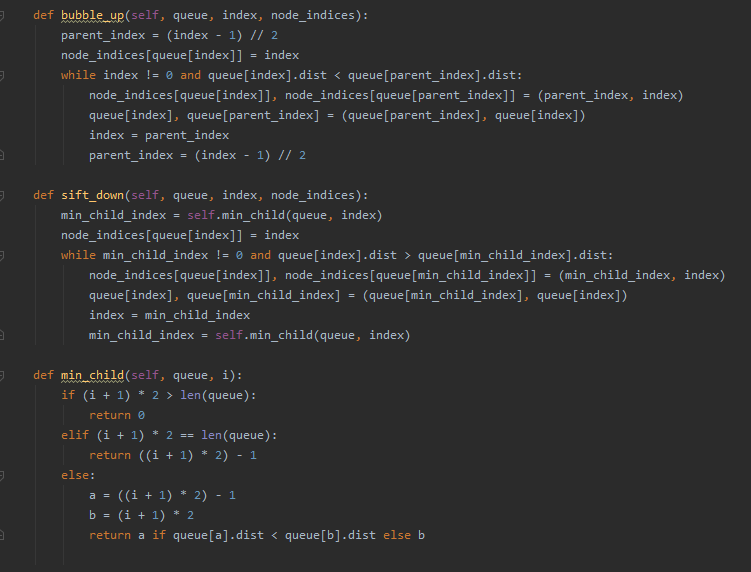 def bubble_up(self, queue, index, node_indices):
    parent_index = (index - 1) // 2
    node_indices[queue[index]] = index
    while index != 0 and queue[index].dist < queue[parent_index].dist:
        node_indices[queue[index]], node_indices[queue[parent_index]] = (parent_index, index)
        queue[index], queue[parent_index] = (queue[parent_index], queue[index])
        index = parent_index
        parent_index = (index - 1) // 2

def sift_down(self, queue, index, node_indices):
    min_child_index = self.min_child(queue, index)
    node_indices[queue[index]] = index
    while min_child_index != 0 and queue[index].dist > queue[min_child_index].dist:
        node_indices[queue[index]], node_indices[queue[min_child_index]] = (min_child_index, index)
        queue[index], queue[min_child_index] = (queue[min_child_index], queue[index])
        index = min_child_index
        min_child_index = self.min_child(queue, index)

def min_child(self, queue, i):
    if (i + 1) * 2 > len(queue):
        return 0
    elif (i + 1) * 2 == len(queue):
        return ((i + 1) * 2) - 1
    else:
        a = ((i + 1) * 2) - 1
        b = (i + 1) * 2
        return a if queue[a].dist < queue[b].dist else b